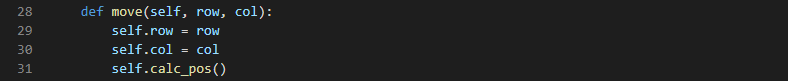 28 def move(self, row, col):
29 self.row = row
30 self.col = col
31 self.calc_pos()